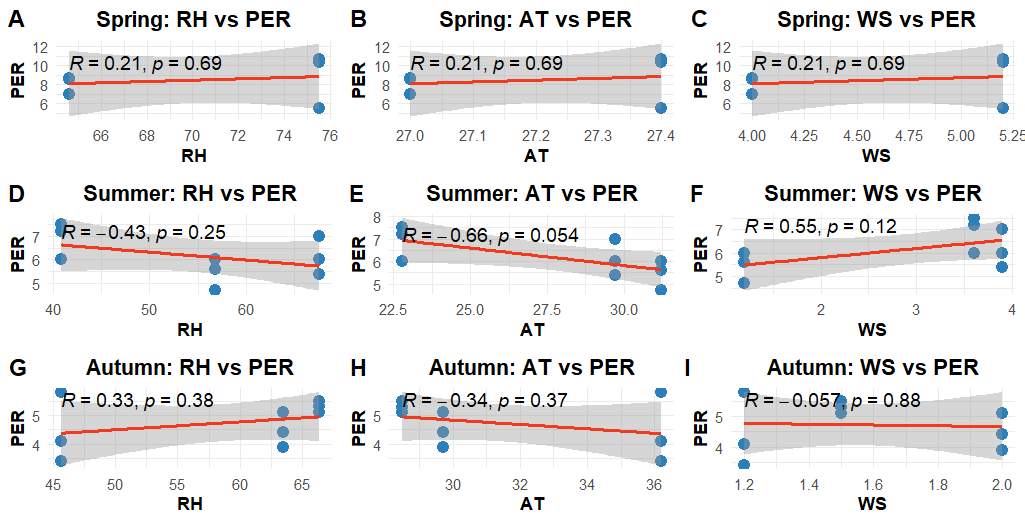 A Spring: RH vs PER
12
10
8
6
PER
R = 0.21, p = 0.69
66 68 70 72 74 76
RH
B Spring: AT vs PER
12
10
8
6
PER
R = 0.21, p = 0.69
27.0 27.1 27.2 27.3 27.4
AT
C Spring: WS vs PER
12
10
8
6
PER
R = 0.21, p = 0.69
4.00 4.25 4.50 4.75 5.00 5.25
WS
D Summer: RH vs PER
7
6
5
PER
R = −0.43, p = 0.25
40 50 60
RH
E Summer: AT vs PER
8
7
6
5
PER
R = −0.66, p = 0.054
22.5 25.0 27.5 30.0
AT
F Summer: WS vs PER
7
6
5
PER
R = 0.55, p = 0.12
2 3 4
WS
G Autumn: RH vs PER
5
4
PER
R = 0.33, p = 0.38
45 50 55 60 65
RH
H Autumn: AT vs PER
5
4
PER
R = −0.34, p = 0.37
30 32 34 36
AT
I Autumn: WS vs PER
5
4
PER
R = −0.057, p = 0.88
1.2 1.4 1.6 1.8 2.0
WS